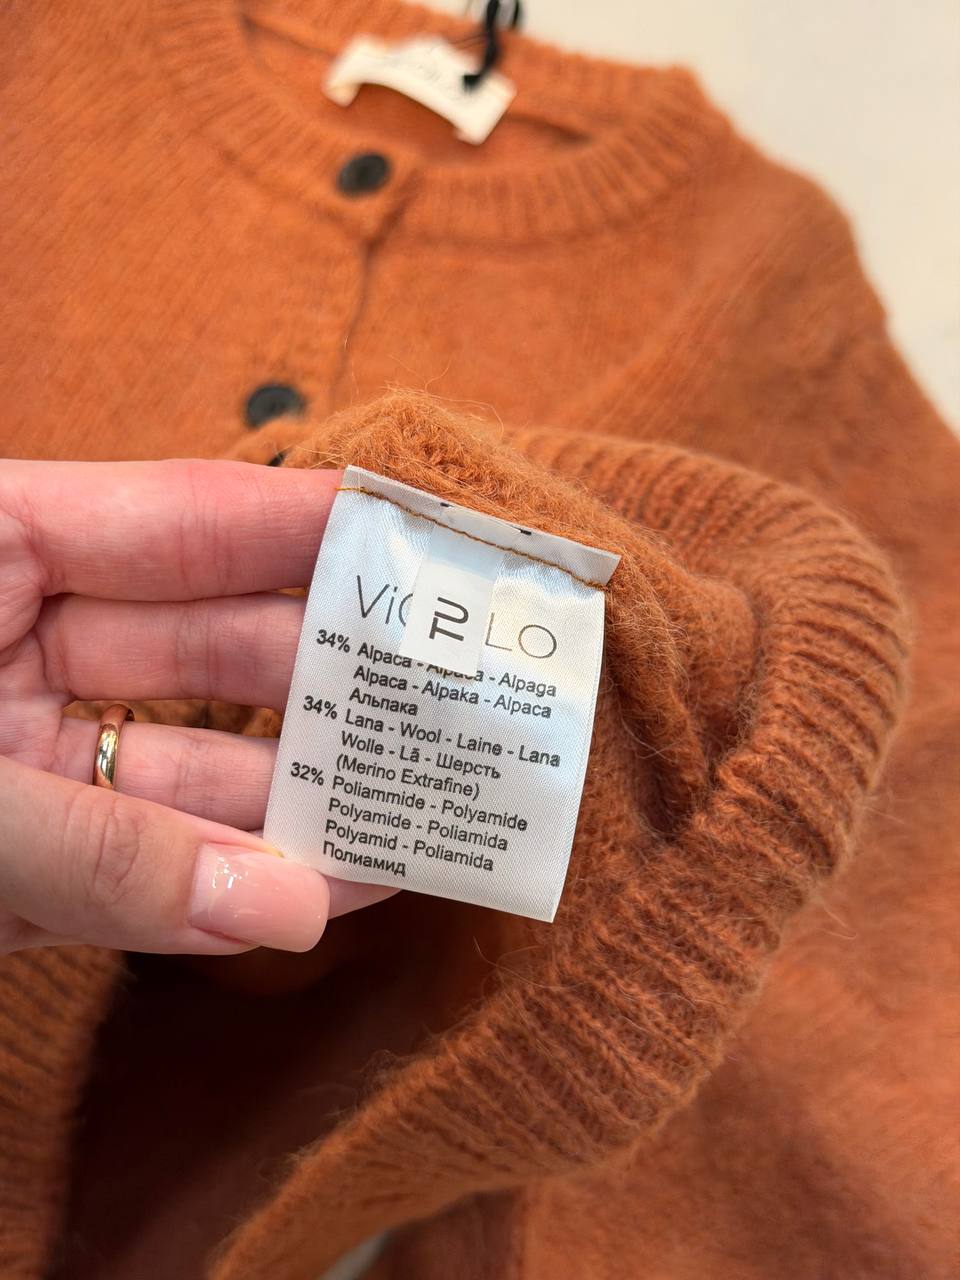 LO
34% Alpaca - Alpaca - Alpaga
Alpaca - Alpaka - Alpaca
Альпака
34% Lana - Wool - Laine - Lana
Wolle - Lã - Шерсть
(Merino Extrafine)
32% Poliammide - Polyamide
Polyamide - Poliamida
Polyamid - Poliamida
Полиамид